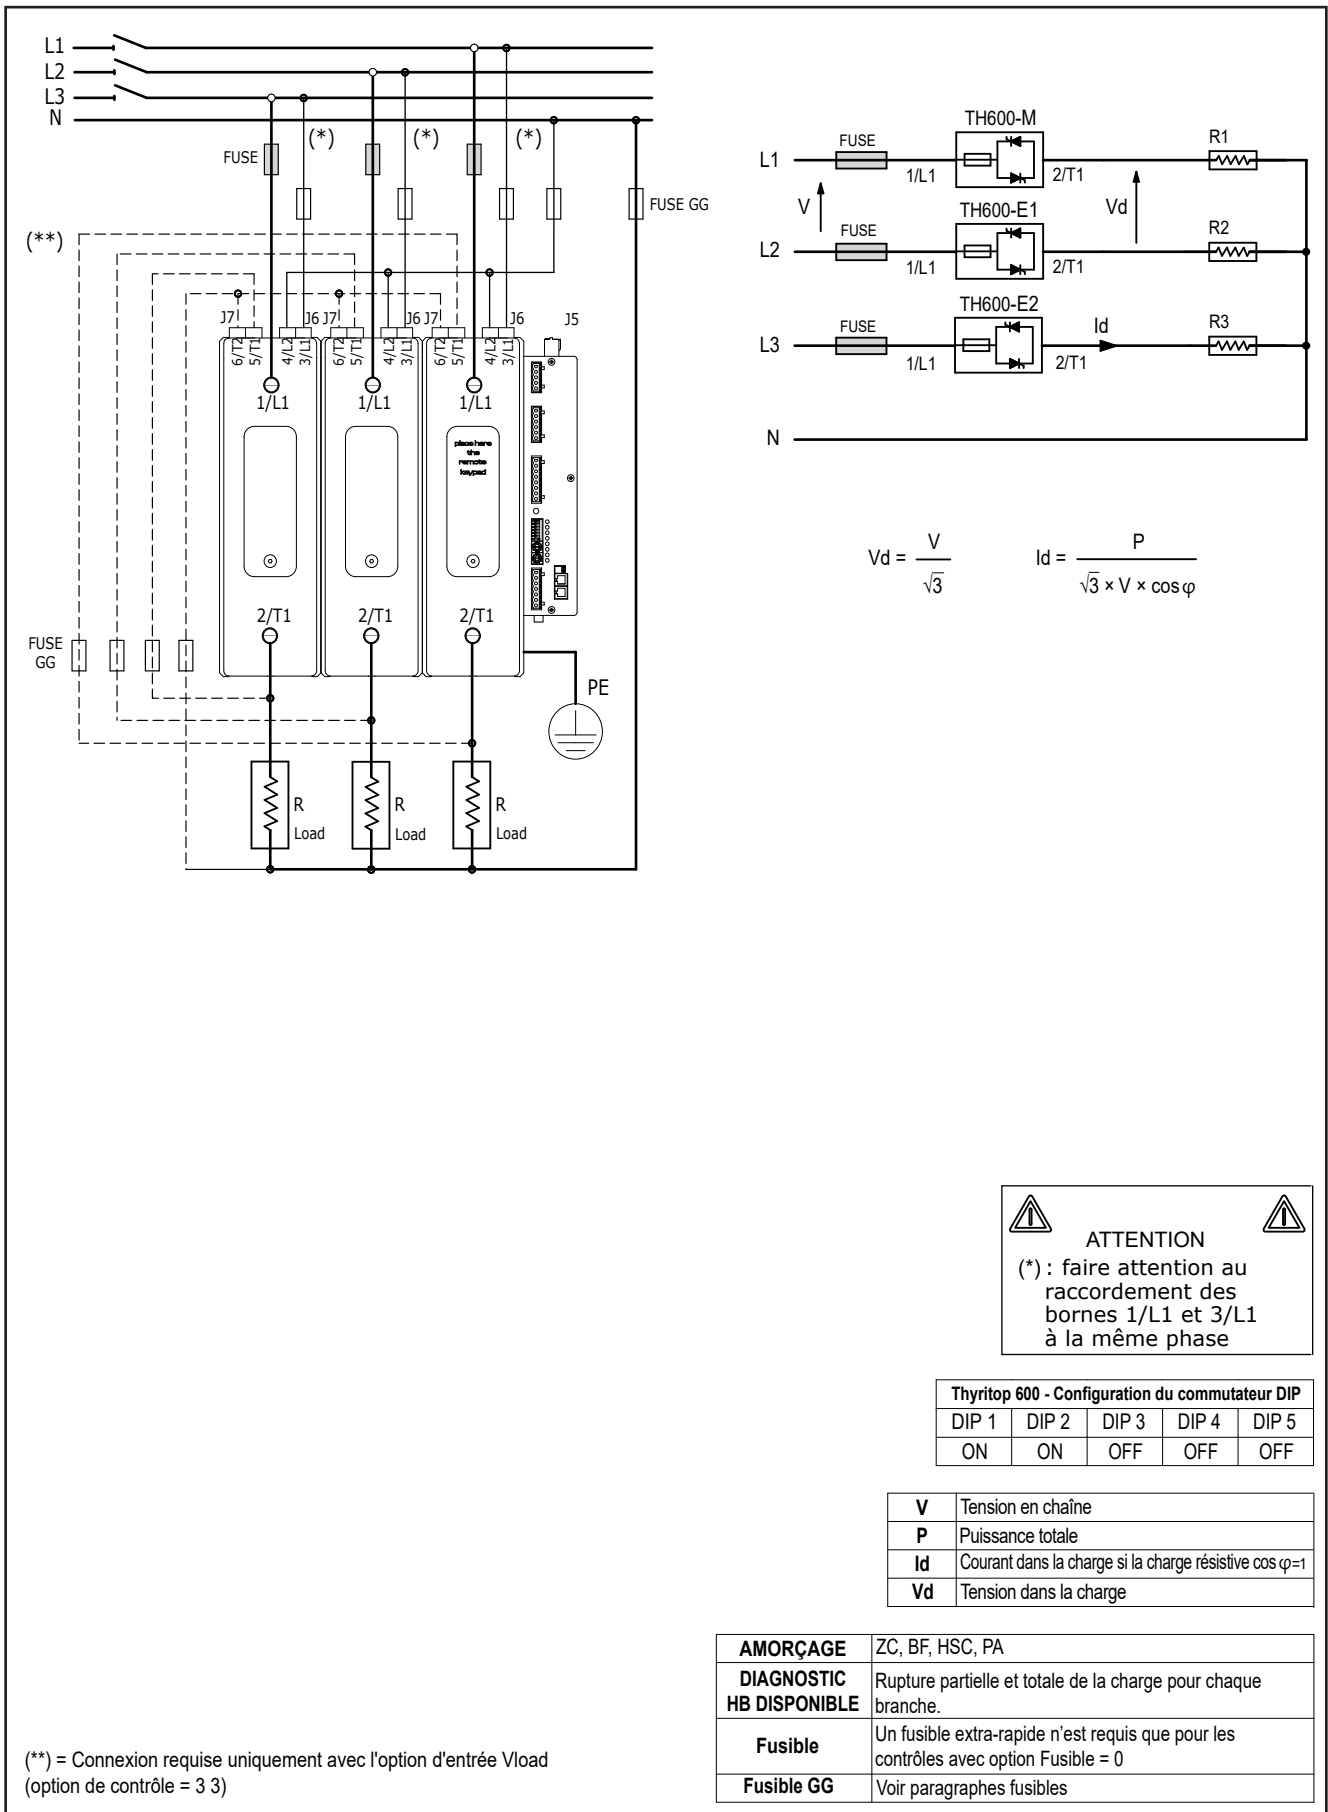 L1
L2
L3
N
(*)
(*)
(*)
FUSE
FUSE GG
(**)
J7
J6
J7
J6
J7
J6
J5
6/T2
5/T1
4/L2
3/L1
6/T2
5/T1
4/L2
3/L1
6/T2
5/T1
4/L2
3/L1
1/L1
1/L1
1/L1
place here
the
remote
keypad
2/T1
2/T1
2/T1
FUSE
GG
PE
R
Load
R
Load
R
Load
TH600-M
L1
FUSE
1/L1
2/T1
R1
V
Vd
TH600-E1
L2
FUSE
1/L1
2/T1
R2
TH600-E2
L3
FUSE
1/L1
2/T1
Id
R3
N
Vd = V / √3
Id = P / √3 × V × cos φ
ATTENTION
(*) : faire attention au
raccordement des
bornes 1/L1 et 3/L1
à la même phase
Thyritop 600 - Configuration du commutateur DIP
DIP 1 DIP 2 DIP 3 DIP 4 DIP 5
ON ON OFF OFF OFF
V Tension en chaîne
P Puissance totale
Id Courant dans la charge si la charge résistive cos φ=1
Vd Tension dans la charge
AMORÇAGE ZC, BF, HSC, PA
DIAGNOSTIC
HB DISPONIBLE
Rupture partielle et totale de la charge pour chaque
branche.
Fusible
Un fusible extra-rapide n'est requis que pour les
contrôles avec option Fusible = 0
Fusible GG Voir paragraphes fusibles
(**) = Connexion requise uniquement avec l'option d'entrée Vload
(option de contrôle = 3 3)